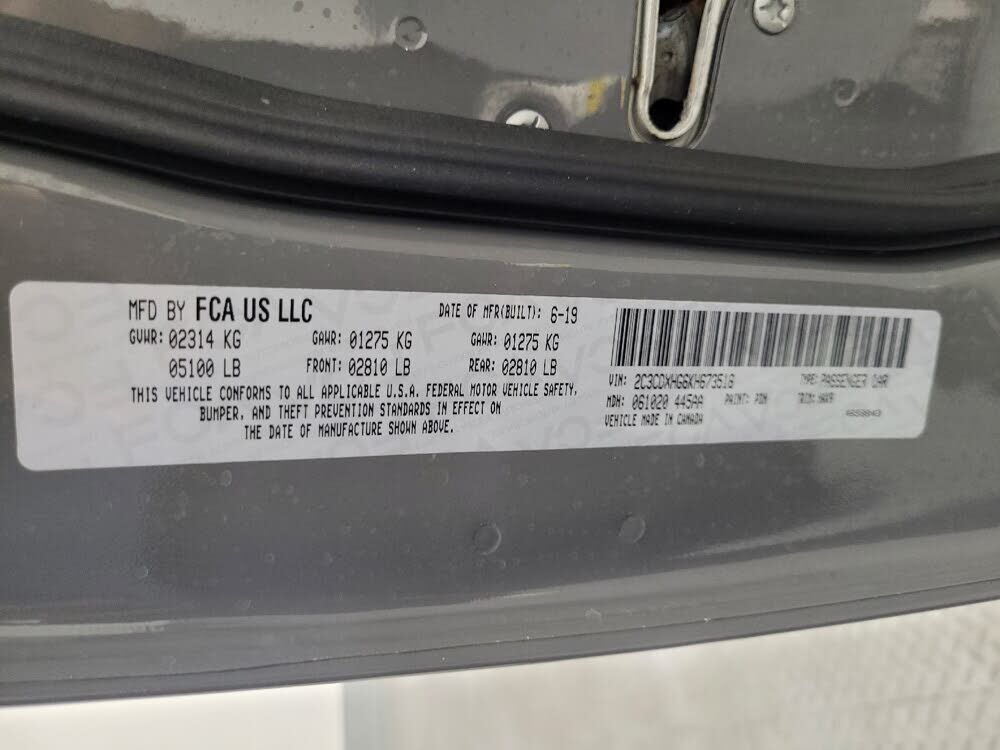 MFD BY FCA US LLC
DATE OF MFR(BUILT): 6-19
GVWR: 02314 KG
GAWR: 01275 KG
GAWR: 01275 KG
05100 LB
FRONT: 02810 LB
REAR: 02810 LB
THIS VEHICLE CONFORMS TO ALL APPLICABLE U.S.A. FEDERAL MOTOR VEHICLE SAFETY,
BUMPER, AND THEFT PREVENTION STANDARDS IN EFFECT ON
THE DATE OF MANUFACTURE SHOWN ABOVE.
VIN: 2C3CDXHG6KH673518
TYPE: PASSENGER CAR
MDH: 061020 445AA
PAINT: PDN
TRIM:
VEHICLE MADE IN CANADA